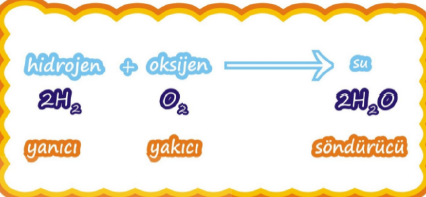 hidrojen + oksijen → su
2H₂ O₂ 2H₂O
yanıcı yakıcı söndürücü